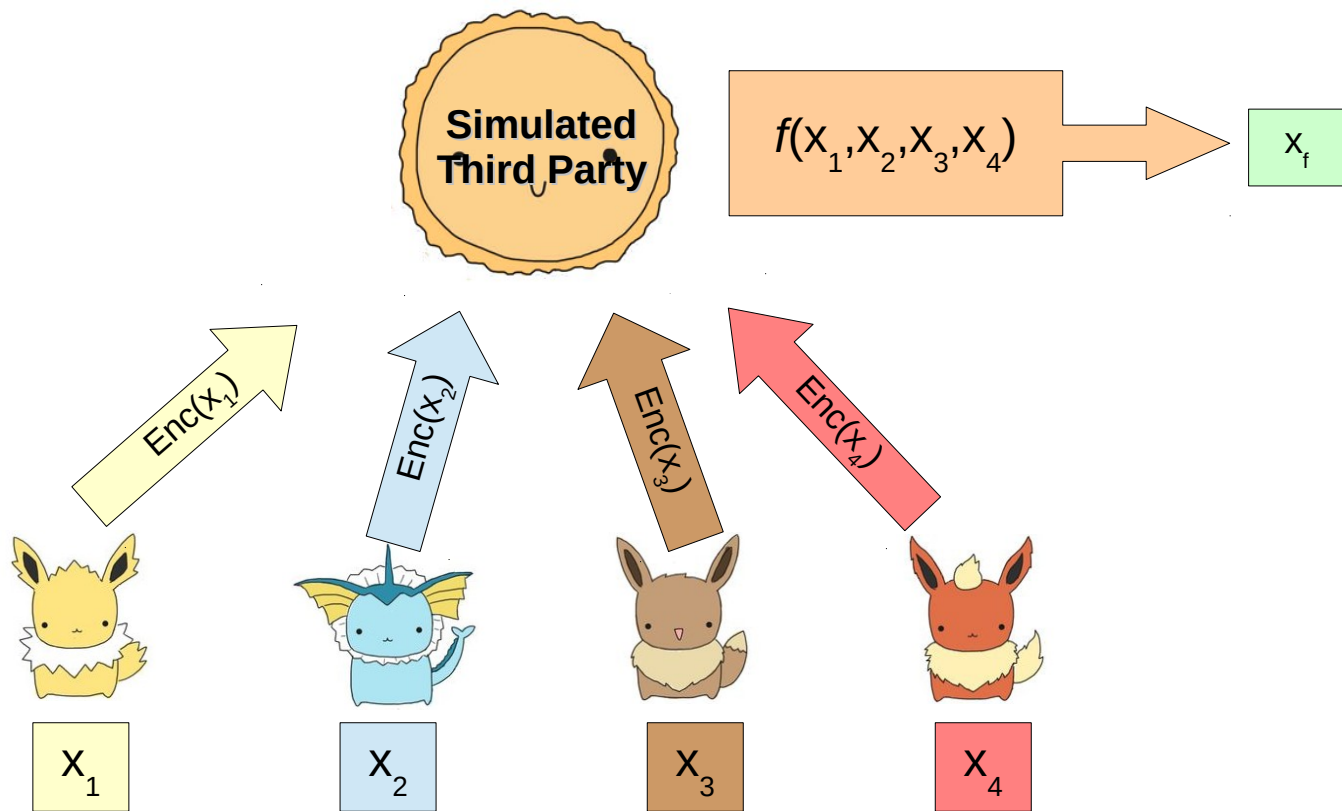 Simulated
Third Party
f(x₁,x₂,x₃,x₄)
x_f
Enc(x₁)
Enc(x₂)
Enc(x₃)
Enc(x₄)
x₁
x₂
x₃
x₄